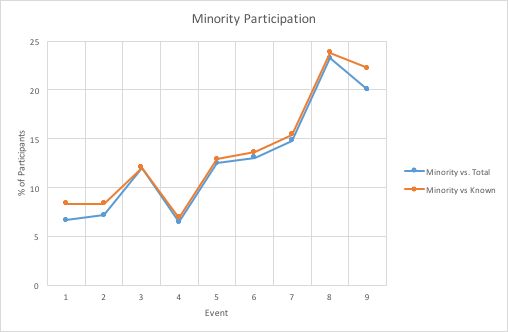 Minority Participation
25
20
15
10
5
0
% of Participants
1 2 3 4 5 6 7 8 9
Event
Minority vs. Total
Minority vs Known